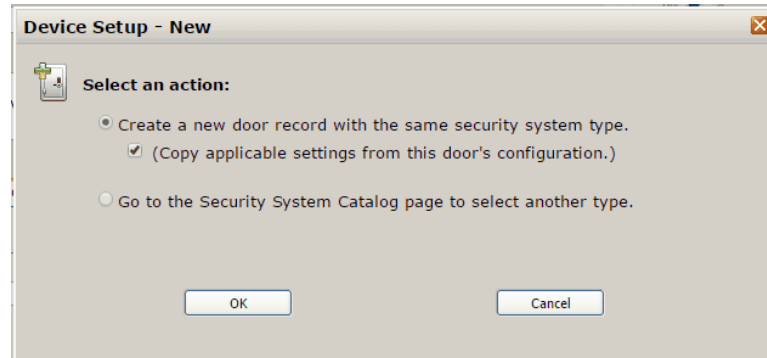 Device Setup - New
Select an action:
Create a new door record with the same security system type.
(Copy applicable settings from this door's configuration.)
Go to the Security System Catalog page to select another type.
OK
Cancel